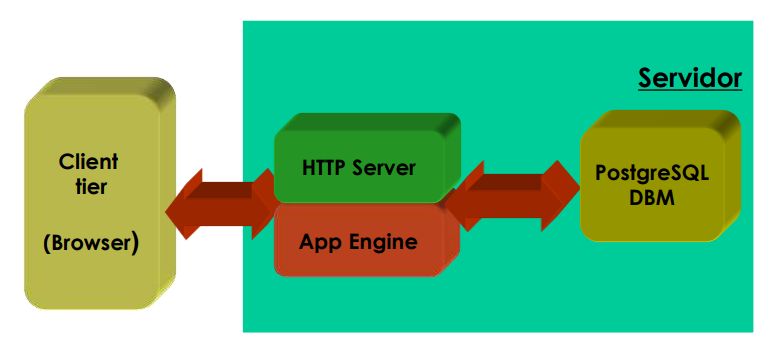 Servidor
Client
tier
(Browser)
HTTP Server
App Engine
PostgreSQL
DBM